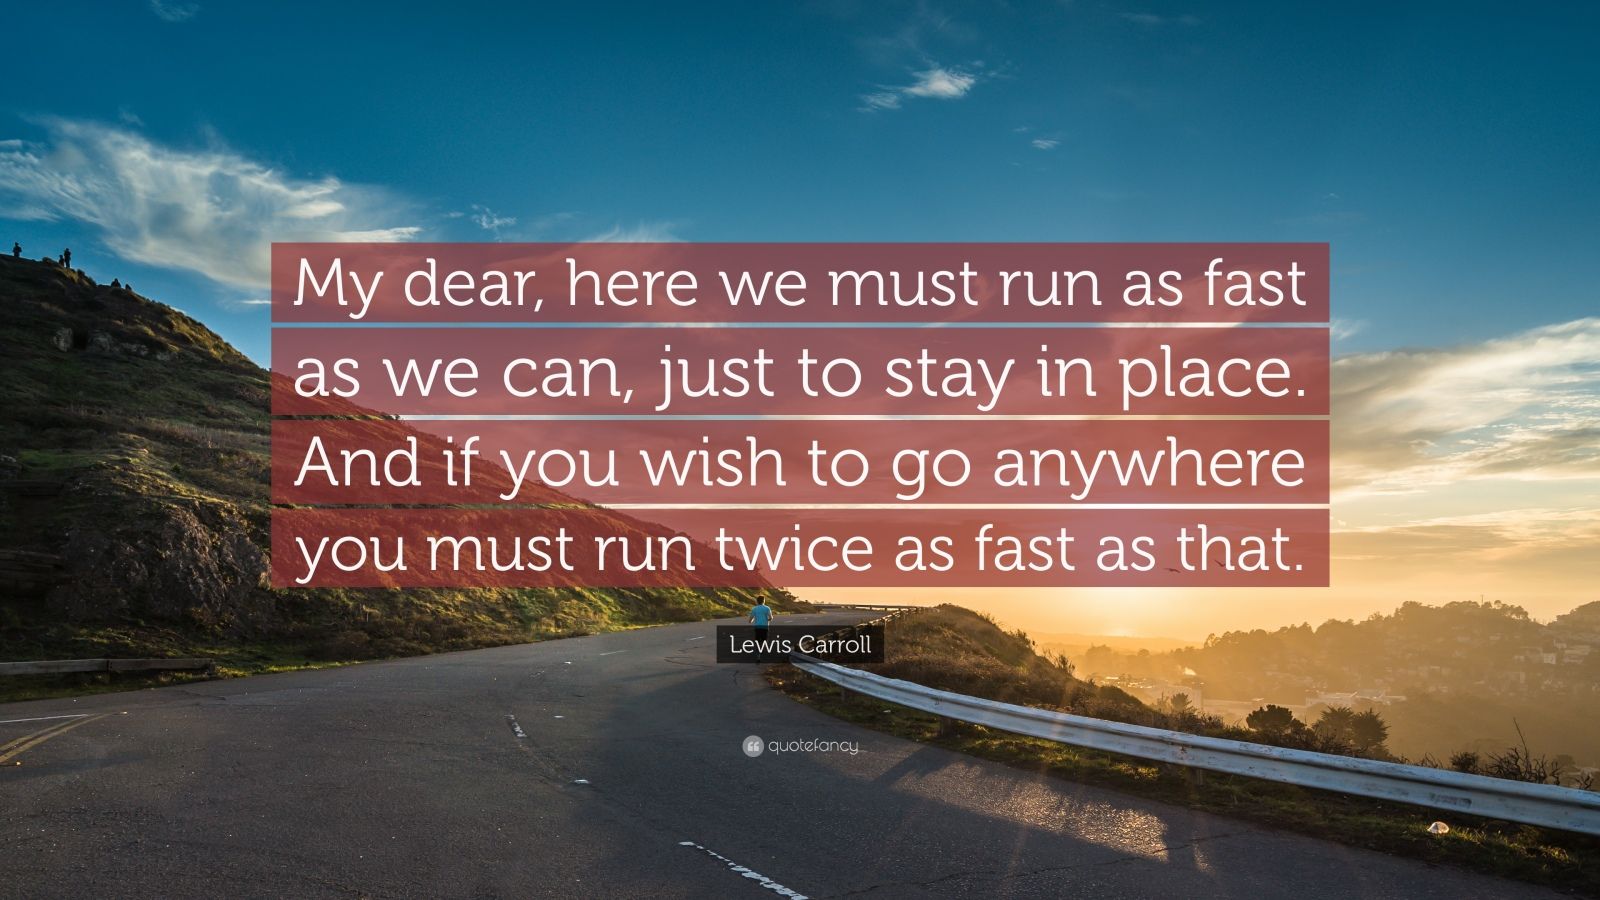 My dear, here we must run as fast
as we can, just to stay in place.
And if you wish to go anywhere
you must run twice as fast as that.
Lewis Carroll
quotefancy